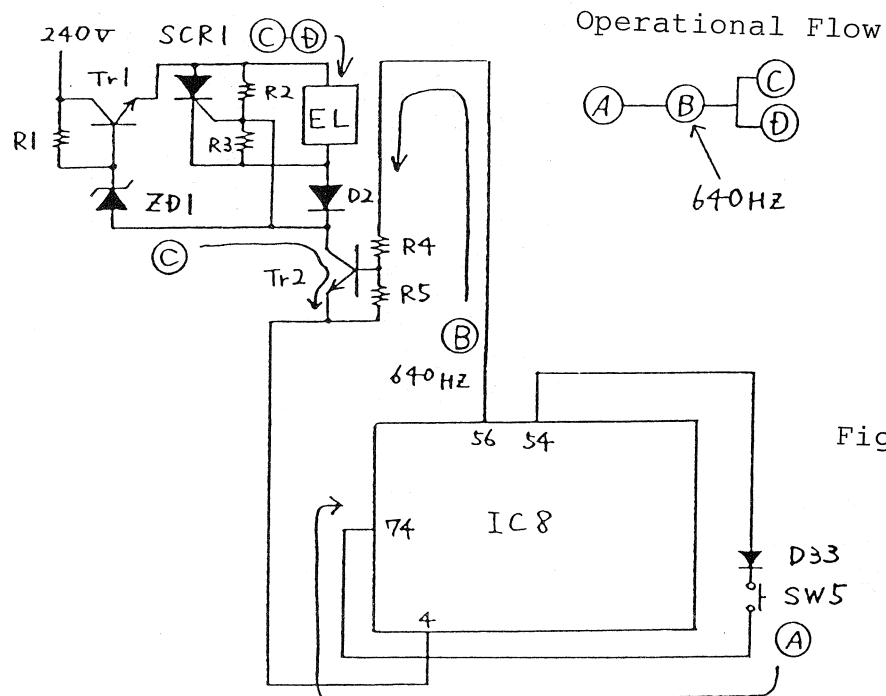 Operational Flow
240V
SCR1
C-D
Tr1
R1
R2
R3
EL
ZD1
D2
C
Tr2
R4
R5
B
640HZ
A
B
C
D
640HZ
56
54
Fig
74
IC8
4
D33
SW5
A